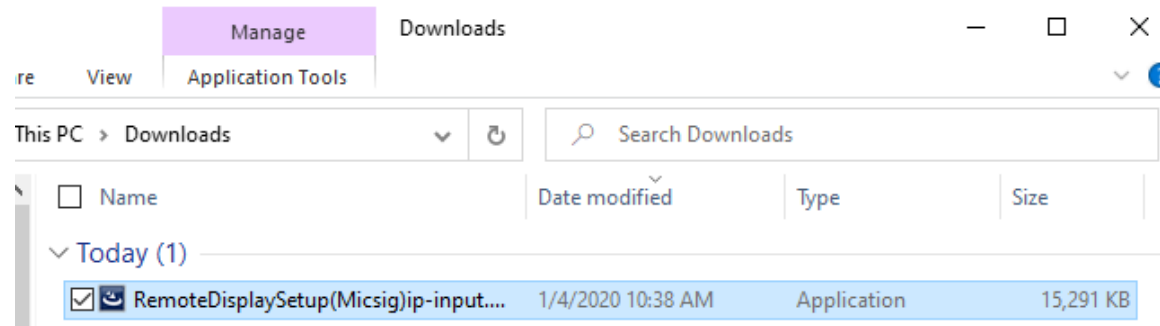 Manage Downloads
re View Application Tools
This PC > Downloads Search Downloads
Name Date modified Type Size
Today (1)
RemoteDisplaySetup(Micsig)ip-input.... 1/4/2020 10:38 AM Application 15,291 KB